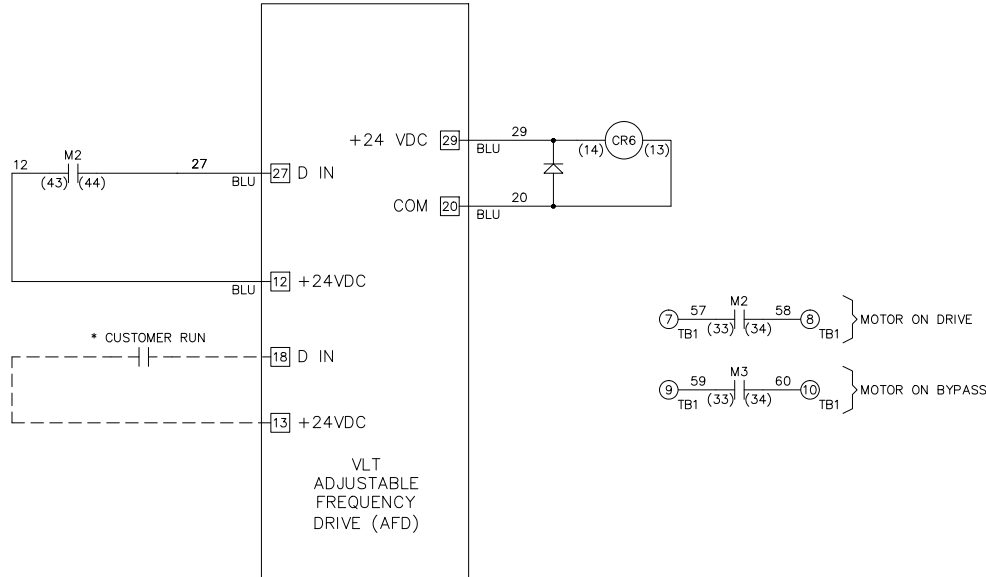 +24 VDC 29 29 BLU (14) CR6 (13)
12 M2 (43) (44) 27 BLU 27 D IN
COM 20 20 BLU
BLU 12 +24VDC
7 57 TB1 M2 (33) (34) 58 8 TB1 MOTOR ON DRIVE
* CUSTOMER RUN
18 D IN
9 59 TB1 M3 (33) (34) 60 10 TB1 MOTOR ON BYPASS
13 +24VDC
VLT
ADJUSTABLE
FREQUENCY
DRIVE (AFD)